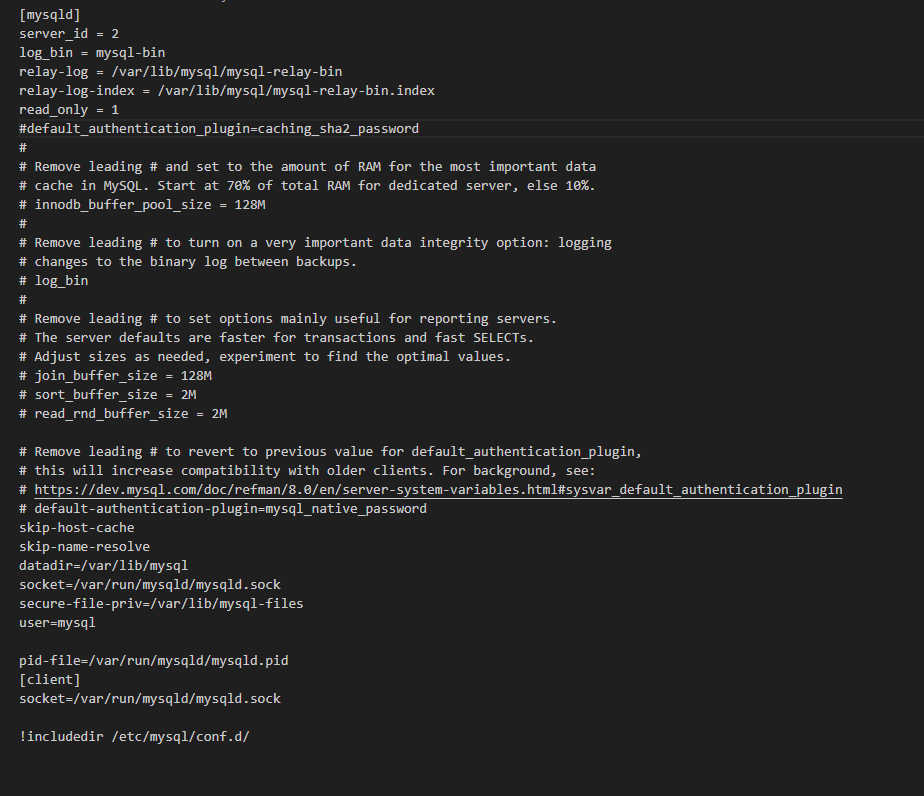 [mysqld]
server_id = 2
log_bin = mysql-bin
relay-log = /var/lib/mysql/mysql-relay-bin
relay-log-index = /var/lib/mysql/mysql-relay-bin.index
read_only = 1
#default_authentication_plugin=caching_sha2_password
#
# Remove leading # and set to the amount of RAM for the most important data
# cache in MySQL. Start at 70% of total RAM for dedicated server, else 10%.
# innodb_buffer_pool_size = 128M
#
# Remove leading # to turn on a very important data integrity option: logging
# changes to the binary log between backups.
# log_bin
#
# Remove leading # to set options mainly useful for reporting servers.
# The server defaults are faster for transactions and fast SELECTs.
# Adjust sizes as needed, experiment to find the optimal values.
# join_buffer_size = 128M
# sort_buffer_size = 2M
# read_rnd_buffer_size = 2M

# Remove leading # to revert to previous value for default_authentication_plugin,
# this will increase compatibility with older clients. For background, see:
# https://dev.mysql.com/doc/refman/8.0/en/server-system-variables.html#sysvar_default_authentication_plugin
# default-authentication-plugin=mysql_native_password
skip-host-cache
skip-name-resolve
datadir=/var/lib/mysql
socket=/var/run/mysqld/mysqld.sock
secure-file-priv=/var/lib/mysql-files
user=mysql

pid-file=/var/run/mysqld/mysqld.pid
[client]
socket=/var/run/mysqld/mysqld.sock

!includedir /etc/mysql/conf.d/